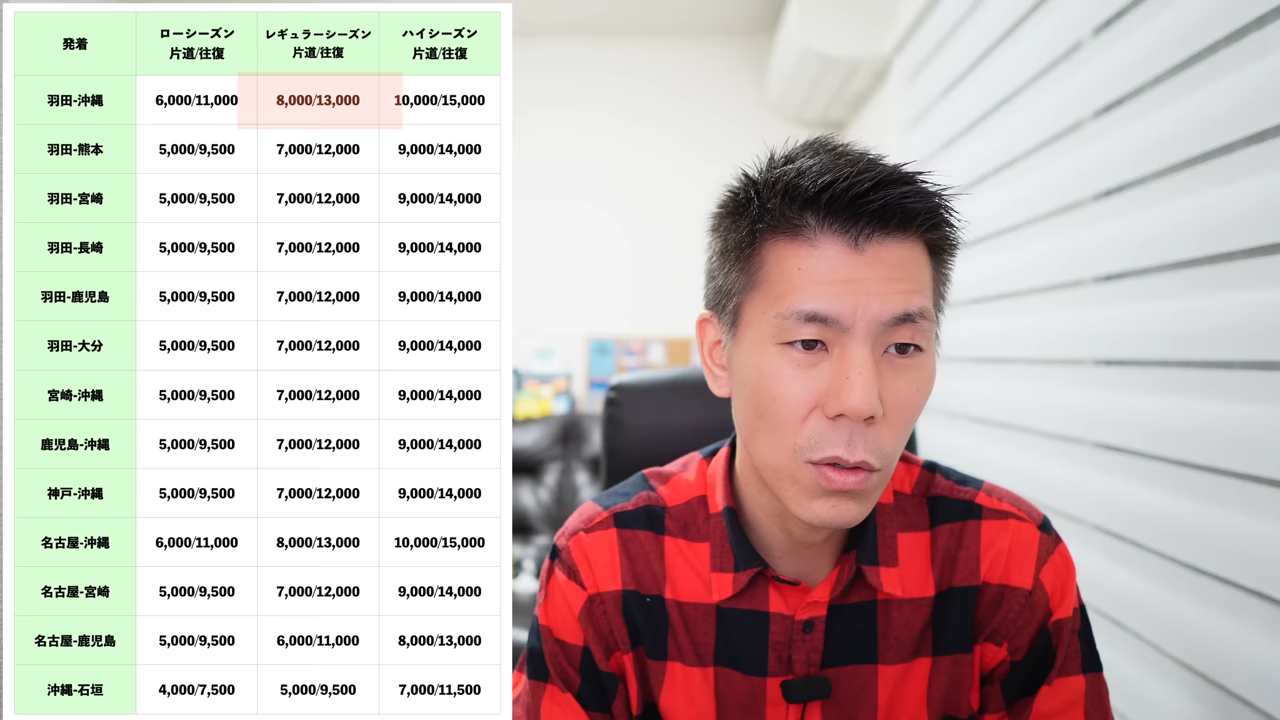 発着 ローシーズン 片道/往復 レギュラーシーズン 片道/往復 ハイシーズン 片道/往復
羽田-沖縄 6,000/11,000 8,000/13,000 10,000/15,000
羽田-熊本 5,000/9,500 7,000/12,000 9,000/14,000
羽田-宮崎 5,000/9,500 7,000/12,000 9,000/14,000
羽田-長崎 5,000/9,500 7,000/12,000 9,000/14,000
羽田-鹿児島 5,000/9,500 7,000/12,000 9,000/14,000
羽田-大分 5,000/9,500 7,000/12,000 9,000/14,000
宮崎-沖縄 5,000/9,500 7,000/12,000 9,000/14,000
鹿児島-沖縄 5,000/9,500 7,000/12,000 9,000/14,000
神戸-沖縄 5,000/9,500 7,000/12,000 9,000/14,000
名古屋-沖縄 6,000/11,000 8,000/13,000 10,000/15,000
名古屋-宮崎 5,000/9,500 7,000/12,000 9,000/14,000
名古屋-鹿児島 5,000/9,500 6,000/11,000 8,000/13,000
沖縄-石垣 4,000/7,500 5,000/9,500 7,000/11,500